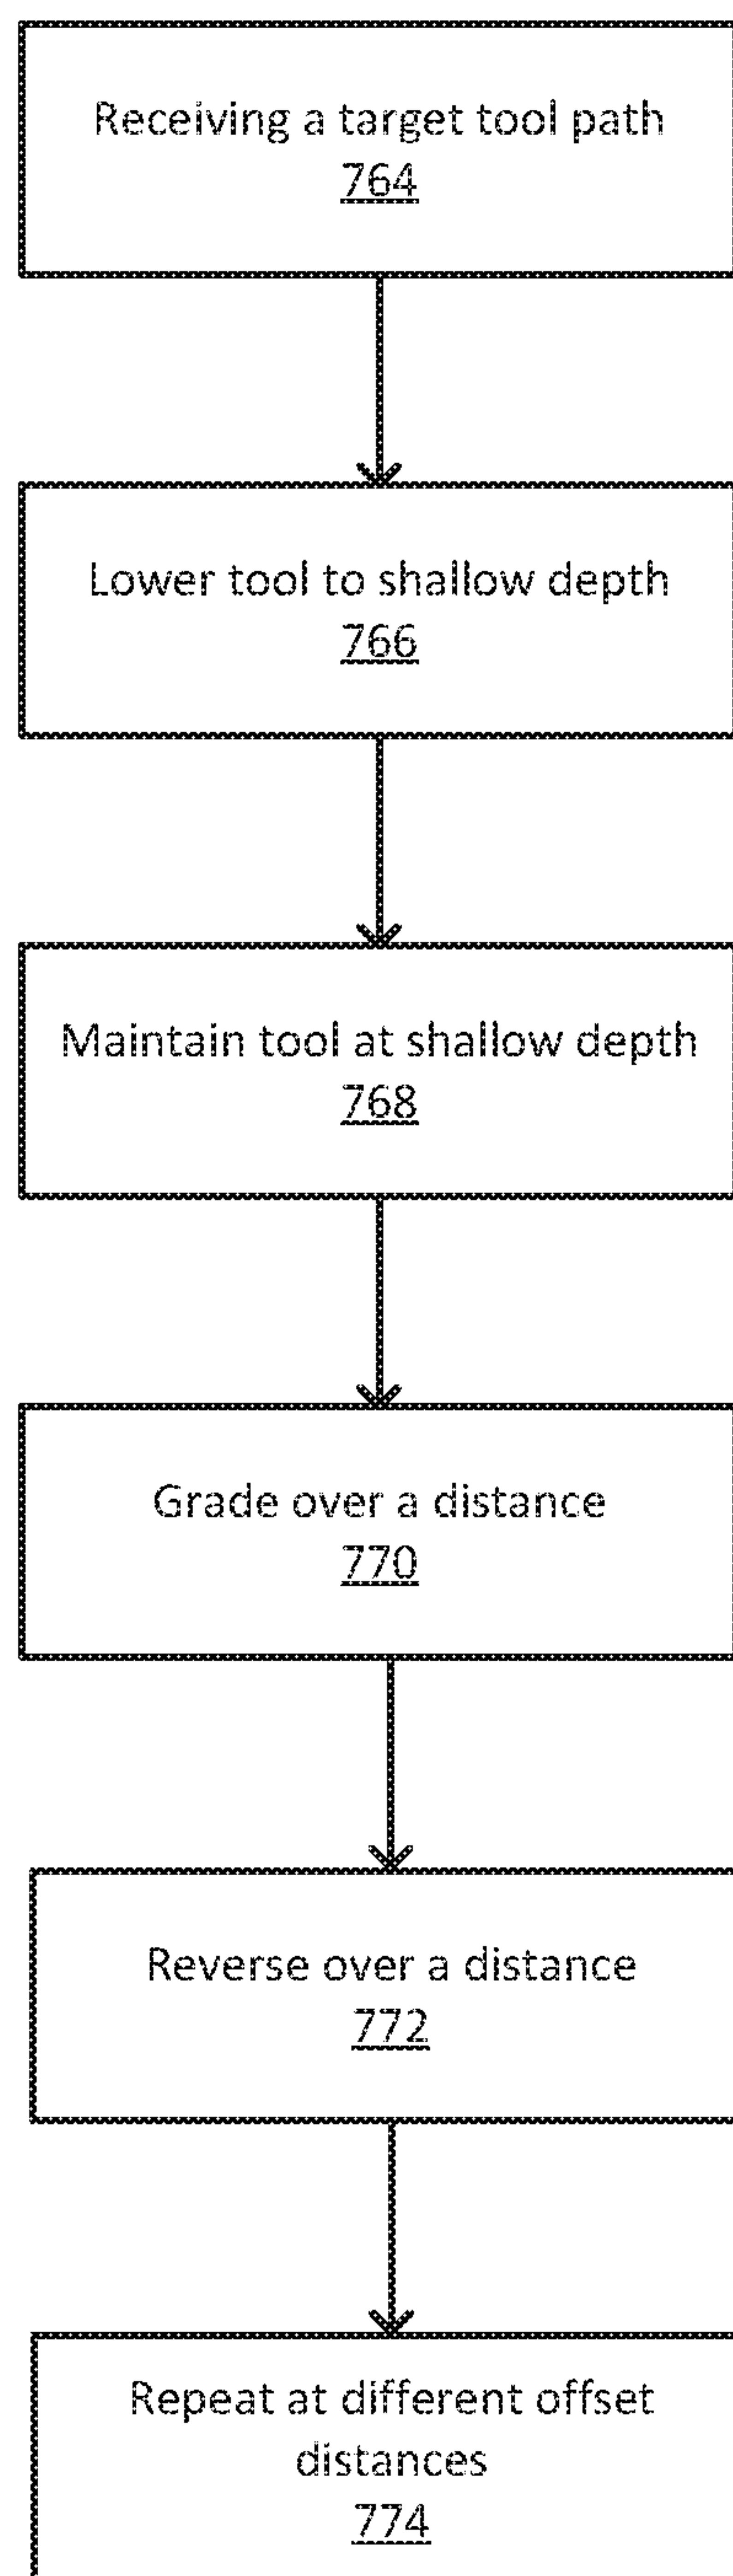 Receiving a target tool path
764
Lower tool to shallow depth
766
Maintain tool at shallow depth
768
Grade over a distance
770
Reverse over a distance
772
Repeat at different offset
distances
774